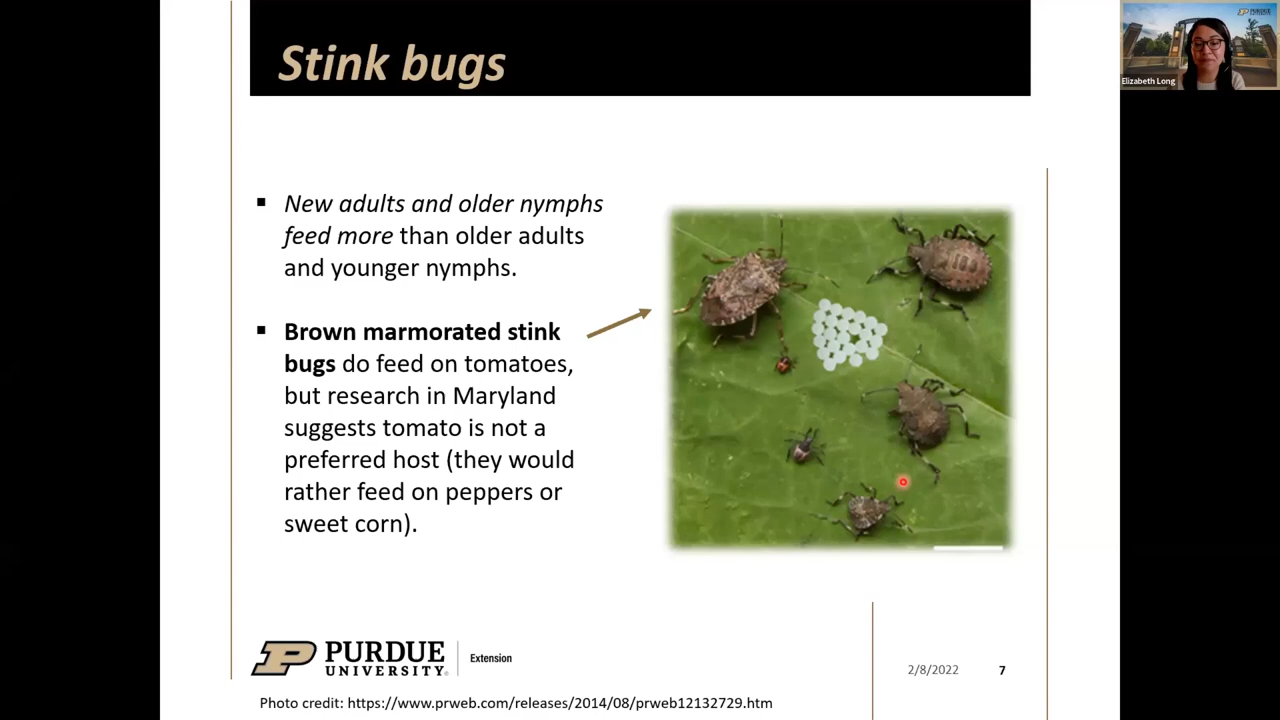 Stink bugs
PURDUE
UNIVERSITY
Elizabeth Long
▪ New adults and older nymphs
feed more than older adults
and younger nymphs.
▪ Brown marmorated stink
bugs do feed on tomatoes,
but research in Maryland
suggests tomato is not a
preferred host (they would
rather feed on peppers or
sweet corn).
PURDUE
UNIVERSITY®
Extension
2/8/2022
7
Photo credit: https://www.prweb.com/releases/2014/08/prweb12132729.htm